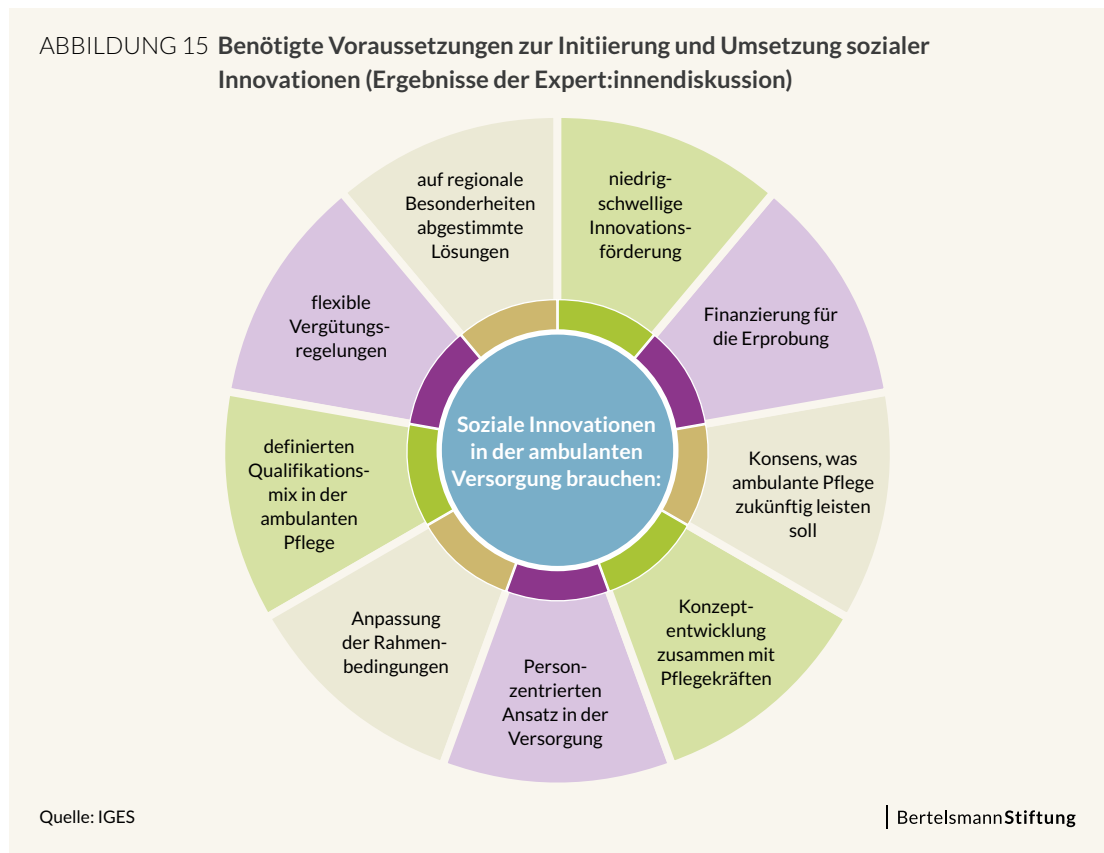 ABBILDUNG 15 Benötigte Voraussetzungen zur Initiierung und Umsetzung sozialer
Innovationen (Ergebnisse der Expert:innendiskussion)
niedrig-
schwellige
Innovations-
förderung
Finanzierung für
die Erprobung
Konsens, was
ambulante Pflege
zukünftig leisten
soll
Konzept-
entwicklung
zusammen mit
Pflegekräften
Person-
zentrierten
Ansatz in der
Versorgung
Anpassung
der Rahmen-
bedingungen
definierten
Qualifikations-
mix in der
ambulanten
Pflege
flexible
Vergütungs-
regelungen
auf regionale
Besonderheiten
abgestimmte
Lösungen
Soziale Innovationen
in der ambulanten
Versorgung brauchen:
Quelle: IGES
BertelsmannStiftung